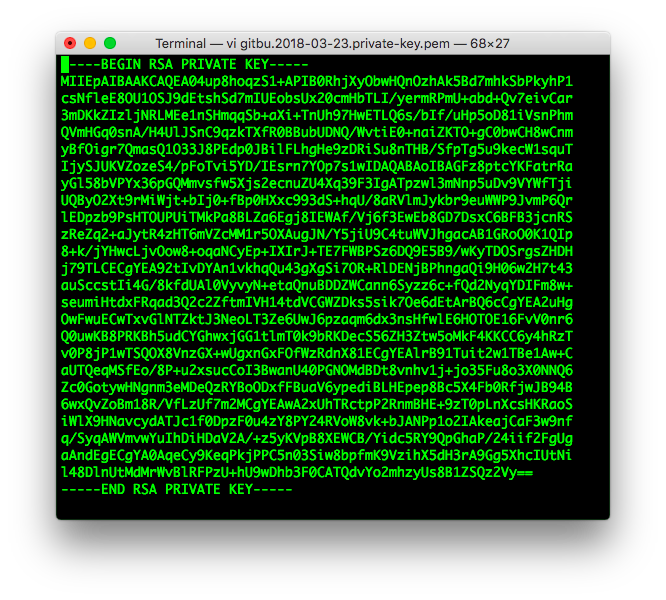 Terminal — vi gitbu.2018-03-23.private-key.pem — 68×27
-----BEGIN RSA PRIVATE KEY-----
MIIEpAIBAAKCAQEA04up8hoqzS1+APIB0RhjXyObwHQnOzhAk5Bd7mhkSbPkyhP1
csNfleE8OU1OSJ9dEtshSd7mIUEobsUx20cmHbTLI/yermRPmU+abd+Qv7eivCar
3mDKkZIzljNRLMEe1nSHmqqSb+aXi+TnUh97HwETLQ6s/bIf/uHp5oD81iVsnPhm
QVmHGq0snA/H4UlJSnC9qzkTXfR0BBubUDNQ/WvtiE0+naiZKTO+gC0bwCH8wCnm
yBfOigr7QmasQ1O33J8PEdp0JBilFLhgHe9zDRiSu8nTHB/SfpTg5u9kecW1squT
IjySJUKVZozeS4/pFoTvi5YD/IEsrn7YOp7s1wIDAQABAoIBAGFz8ptcYKFatrRa
yGl58bVPYx36pGQMmvsfw5Xjs2ecnuZU4Xq39F3IgATpzwl3mMnp5uDv9VYWfTji
UQByO2Xt9rMiWjt+bIj0+fBp0HXxc993dS+hqU/8aRVlmJykbr9euWWP9JvmP6Qr
lEDpzb9PsHTOUPUiTMkPa8BLZa6Egj8IEWAf/Vj6f3EwEb8GD7DsxC6BFB3jcnRS
zReZq2+aJytR4zHT6mVZcMM1r5OXAugJN/Y5jiU9C4tuWVJhgacAB1GRoO0K1QIp
8+k/jYHwcLjvOow8+oqaNCyEp+IXIrJ+TE7FWBPSz6DQ9E5B9/wKyTDOSrgsZHDH
j79TLCECgYEA92tIvDYAn1vkhqQu43gXgSi7OR+RlDENjBPhngaQi9H06w2H7t43
auSccstIi4G/8kfdUAl0VyvyN+etaQnuBDDZWCann6Syzz6c+fQd2NyqYDIFm8w+
seumiHtdxFRqad3Q2c2ZftmIVH14tdVCGWZDks5sik7Oe6dEtArBQ6cCgYEA2uHg
OwFwuECwTxvGlNTZktJ3NeoLT3Ze6UwJ6pzaqm6dx3nsHfwlE6HOTOE16FvV0nr6
Q0uwKB8PRKBh5udCYGhwxjGG1tlmT0k9bRKDecS56ZH3Ztw5oMkF4KKCC6y4hRzT
v0P8jP1wTSQOX8VnzGX+wUgxnGxFOfWzRdnX81ECgYEAlrB91Tuit2w1TBe1Aw+C
aUTQeqMSfEo/8P+u2xsucCoI3BwanU40PGNOMdBDt8vnhv1j+jo35Fu8o3X0NNQ6
Zc0GotywHNgnm3eMDeQzRYBoODxfFBuaV6ypediBLHEpep8Bc5X4Fb0RfjwJB94B
6wxQvZoBm18R/VfLzUf7m2MCgYEAwA2xUhTRctpP2RnmBHE+9zT0pLnXcsHKRaoS
iWlX9HNavcydATJc1f0DpzF0u4zY8PY24RVoW8vk+bJANPp1o2IAkeajCaF3w9nf
q/SyqAWVmvwYuIhDiHDaV2A/+z5yKVpB8XEWCB/Yidc5RY9QpGhaP/24iif2FgUg
aAndEgECgYA0AqeCy9KeqPkjPPC5n03Siw8bpfmK9VzihX5dH3rA9Gg5XhcIUtNi
l48DlnUtMdMrWvBlRFPzU+hU9wDhb3F0CATQdvYo2mhzyUs8B1ZSQz2Vy==
-----END RSA PRIVATE KEY-----